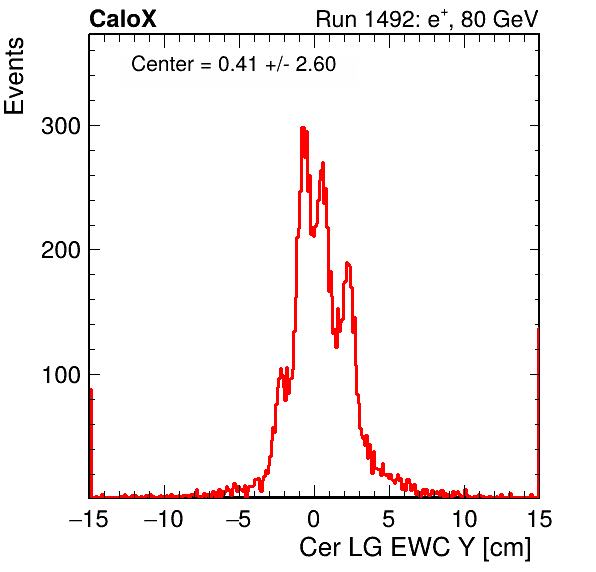 CaloX Run 1492: e⁺, 80 GeV
Center = 0.41 +/- 2.60
Events
300
200
100
−15 −10 −5 0 5 10 15
Cer LG EWC Y [cm]